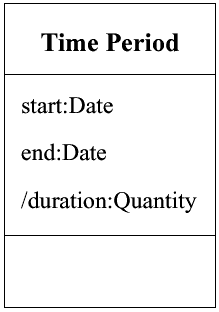 Time Period
start:Date
end:Date
/duration:Quantity